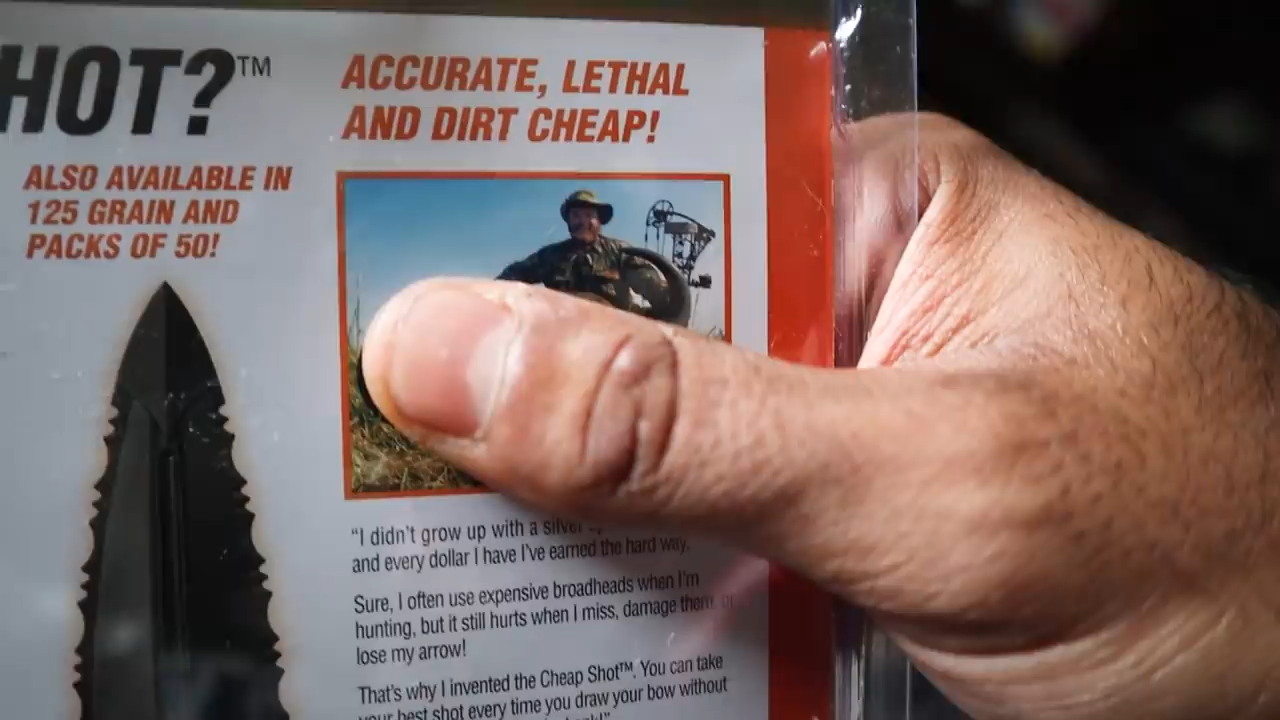 HOT?™
ACCURATE, LETHAL
AND DIRT CHEAP!
ALSO AVAILABLE IN
125 GRAIN AND
PACKS OF 50!
"I didn't grow up with a silver
and every dollar I have I've earned the hard way.
Sure, I often use expensive broadheads when I'm
hunting, but it still hurts when I miss, damage them, or
lose my arrow!
That's why I invented the Cheap Shot™. You can take
your best shot every time you draw your bow without